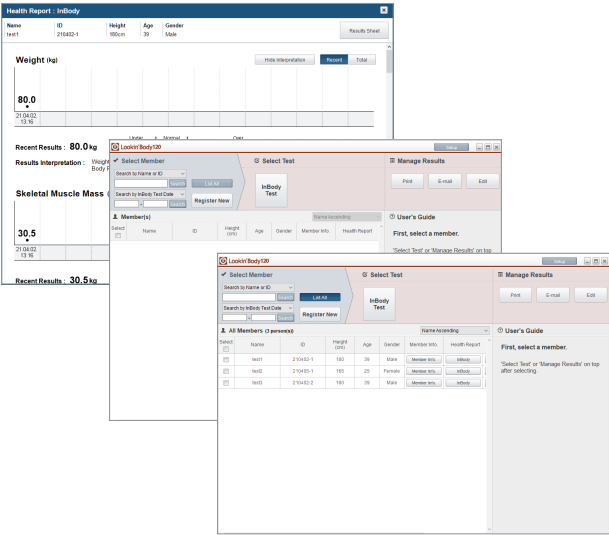 Health Report : InBody
Name ID Height Age Gender
test1 210402-1 180cm 39 Male
Results Sheet
Weight (kg)
Hide Interpretation Recent Total
80.0
21.04.02.
13:16
Recent Results : 80.0 kg
Under Normal Over
Results Interpretation : Weight
Body F
Skeletal Muscle Mass (
30.5
21.04.02.
13:16
Recent Results : 30.5 kg
Lookin'Body120
Setup
Select Member
Search by Name or ID
Search
List All
Search by InBody Test Date
- Search
Register New
Select Test
InBody
Test
Manage Results
Print E-mail Edit
Member(s)
Name Ascending
Select Name ID Height
(cm) Age Gender Member Info. Health Report
User's Guide
First, select a member.
'Select Test' or 'Manage Results' on top
Lookin'Body120
Setup
Select Member
Search by Name or ID
Search
List All
Search by InBody Test Date
- Search
Register New
Select Test
InBody
Test
Manage Results
Print E-mail Edit
All Members (3 person(s))
Name Ascending
Select Name ID Height
(cm) Age Gender Member Info. Health Report
test1 210402-1 180 39 Male Member Info. InBody
test2 210405-1 165 25 Female Member Info. InBody
test3 210402-2 180 39 Male Member Info. InBody
User's Guide
First, select a member.
'Select Test' or 'Manage Results' on top
after selecting.